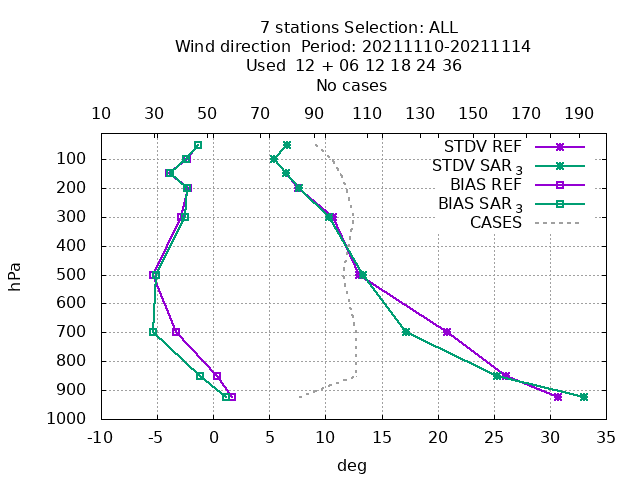 7 stations Selection: ALL
Wind direction  Period: 20211110-20211114
Used  12 + 06 12 18 24 36
No cases
10 30 50 70 90 110 130 150 170 190
STDV REF
STDV SAR 3
BIAS REF
BIAS SAR 3
CASES
hPa
100
200
300
400
500
600
700
800
900
1000
-10 -5 0 5 10 15 20 25 30 35
deg